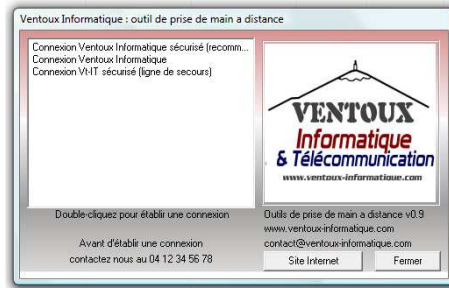 Ventoux Informatique : outil de prise de main a distance
Connexion Ventoux Informatique sécurisé (recomm...
Connexion Ventoux Informatique
Connexion Vt-IT sécurisé (ligne de secours)
VENTOUX
Informatique
& Télécommunication
www.ventoux-informatique.com
Double-cliquez pour établir une connexion
Avant d'établir une connexion
contactez nous au 04 12 34 56 78
Outils de prise de main a distance v0.9
www.ventoux-informatique.com
contact@ventoux-informatique.com
Site Internet
Fermer